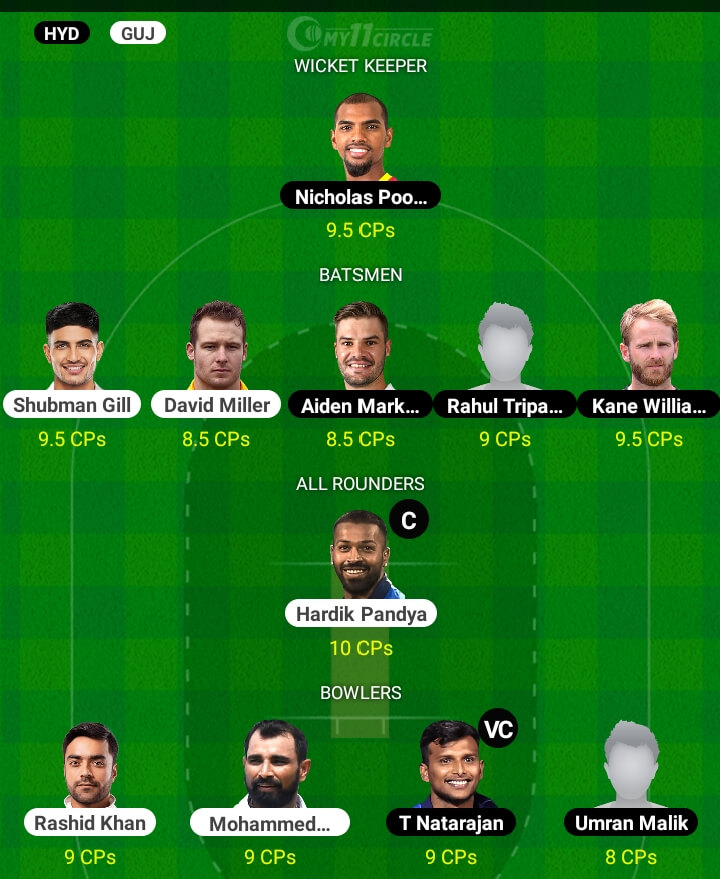 HYD GUJ
MY11CIRCLE
WICKET KEEPER
Nicholas Poo...
9.5 CPs
BATSMEN
Shubman Gill David Miller Aiden Mark... Rahul Tripa... Kane Willia...
9.5 CPs 8.5 CPs 8.5 CPs 9 CPs 9.5 CPs
ALL ROUNDERS
C
Hardik Pandya
10 CPs
BOWLERS
VC
Rashid Khan Mohammed... T Natarajan Umran Malik
9 CPs 9 CPs 9 CPs 8 CPs